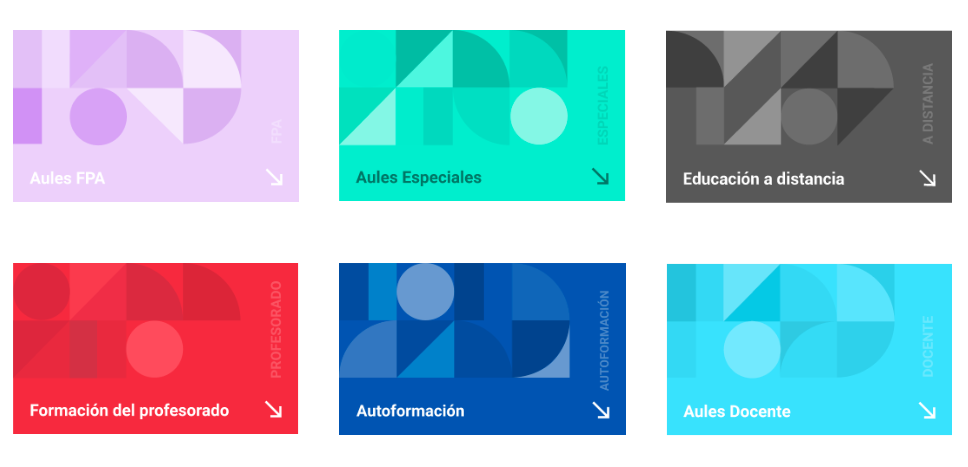 FPA
Aules FPA
ESPECIALES
Aules Especiales
A DISTANCIA
Educación a distancia
PROFESORADO
Formación del profesorado
AUTOFORMACIÓN
Autoformación
DOCENTE
Aules Docente